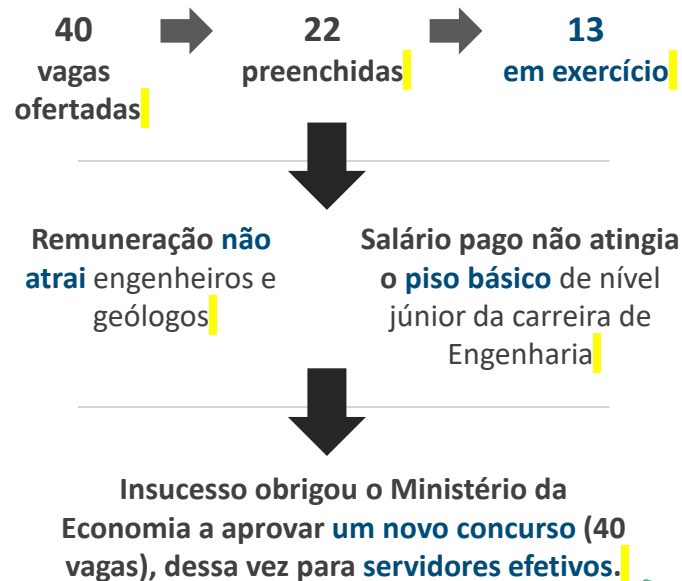 40
vagas
ofertadas
22
preenchidas
13
em exercício
Remuneração não
atrai engenheiros e
geólogos
Salário pago não atingia
o piso básico de nível
júnior da carreira de
Engenharia
Insucesso obrigou o Ministério da
Economia a aprovar um novo concurso (40
vagas), dessa vez para servidores efetivos.